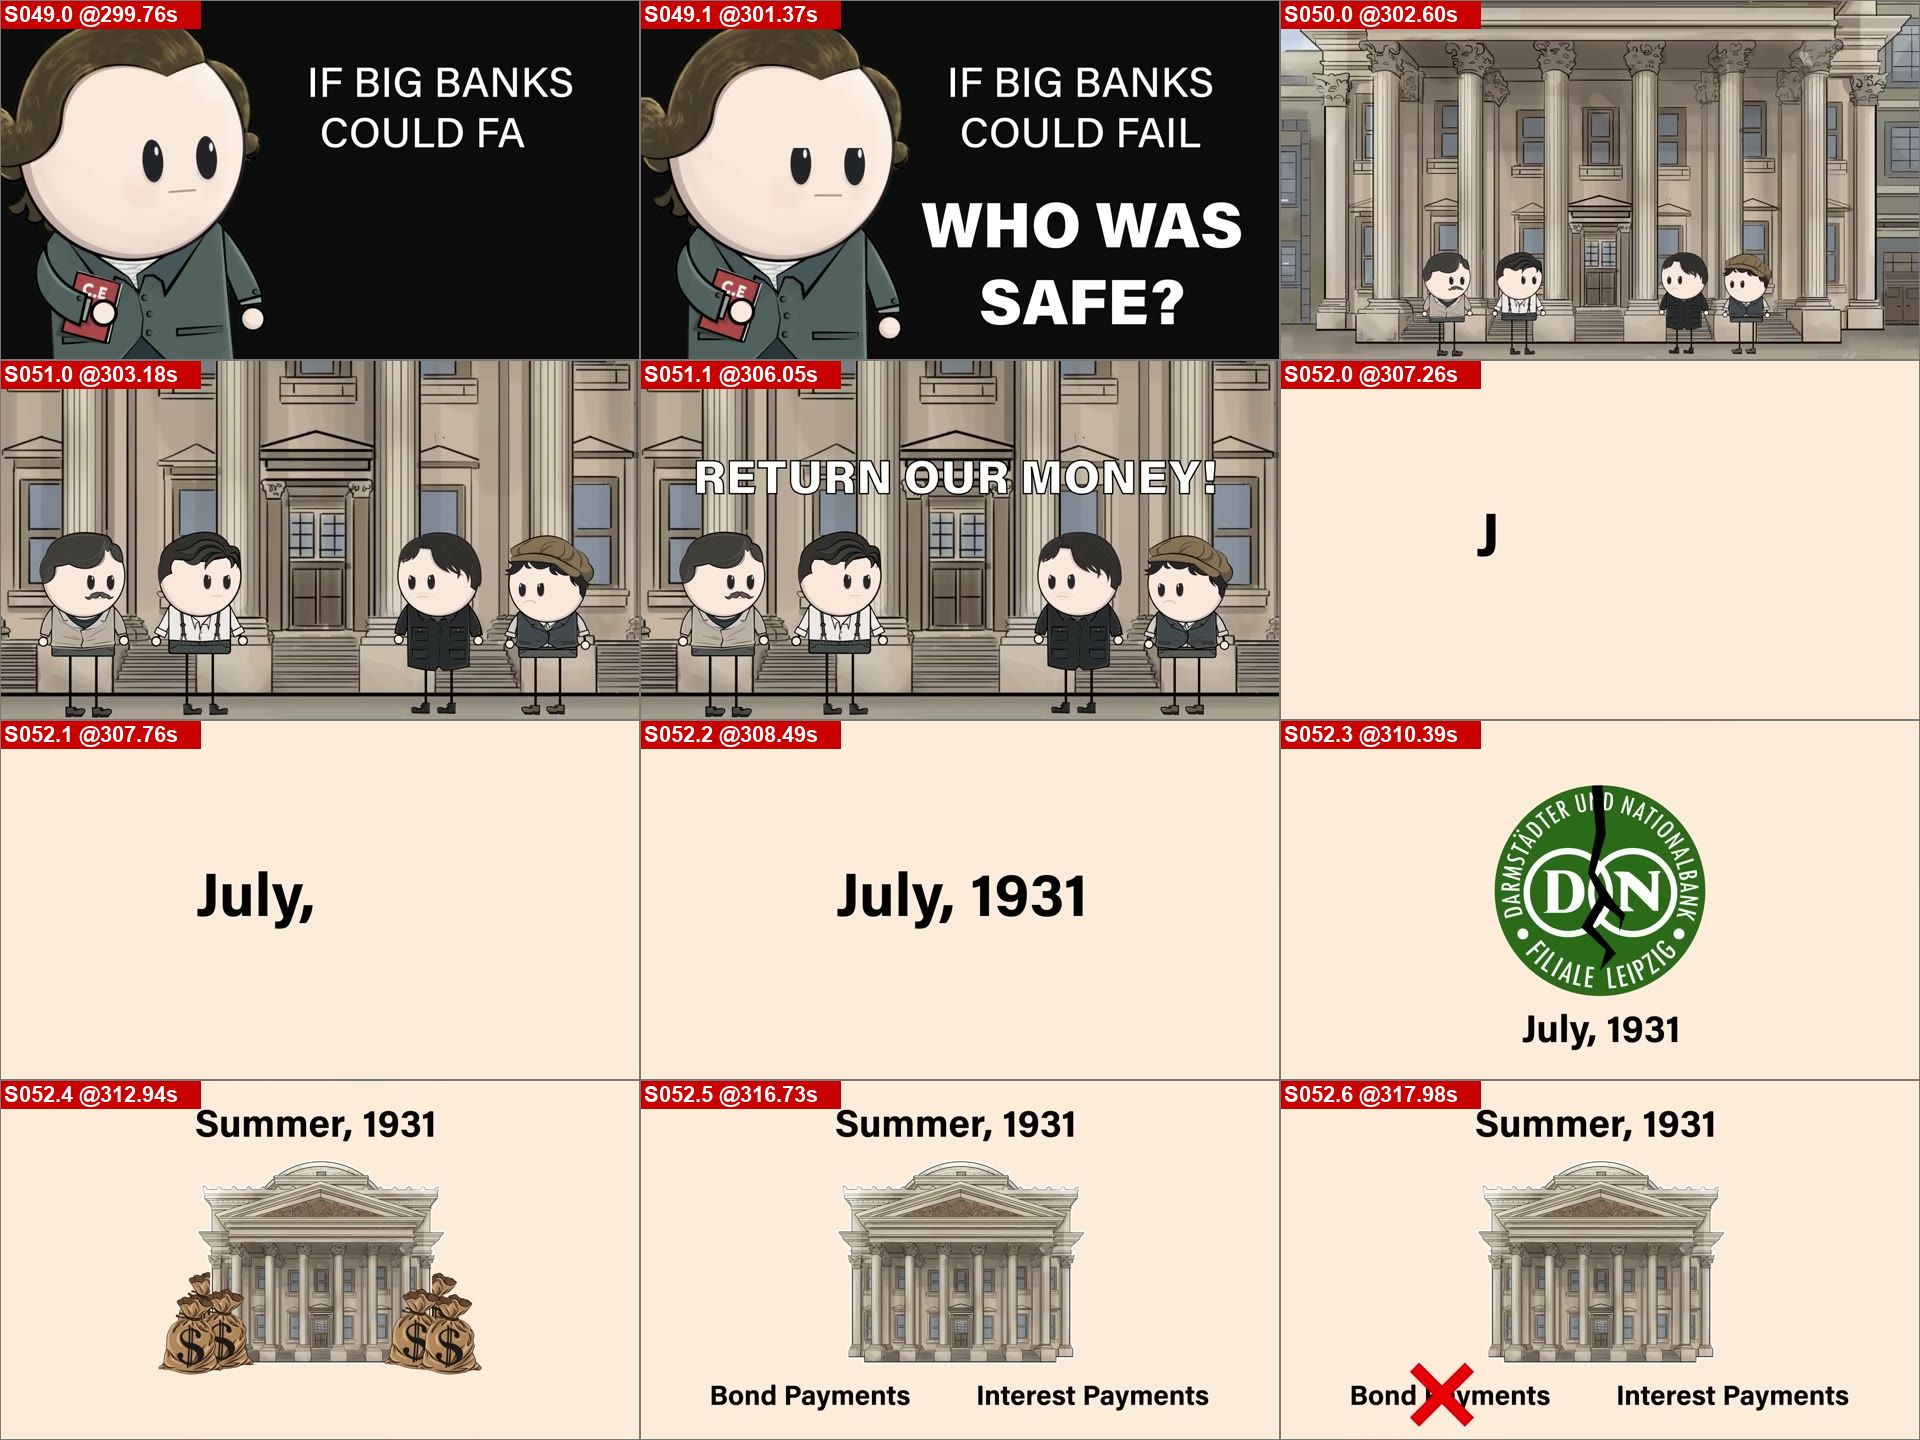 S049.0 @299.76s
IF BIG BANKS
COULD FA
C.E
S049.1 @301.37s
IF BIG BANKS
COULD FAIL
WHO WAS
SAFE?
C.E
S050.0 @302.60s
S051.0 @303.18s
S051.1 @306.05s
RETURN OUR MONEY!
S052.0 @307.26s
J
S052.1 @307.76s
July,
S052.2 @308.49s
July, 1931
S052.3 @310.39s
DARMSTÄDTER UND NATIONALBANK
D N
FILIALE LEIPZIG
July, 1931
S052.4 @312.94s
Summer, 1931
$ $ $ $
S052.5 @316.73s
Summer, 1931
Bond Payments Interest Payments
S052.6 @317.98s
Summer, 1931
Bond Payments Interest Payments